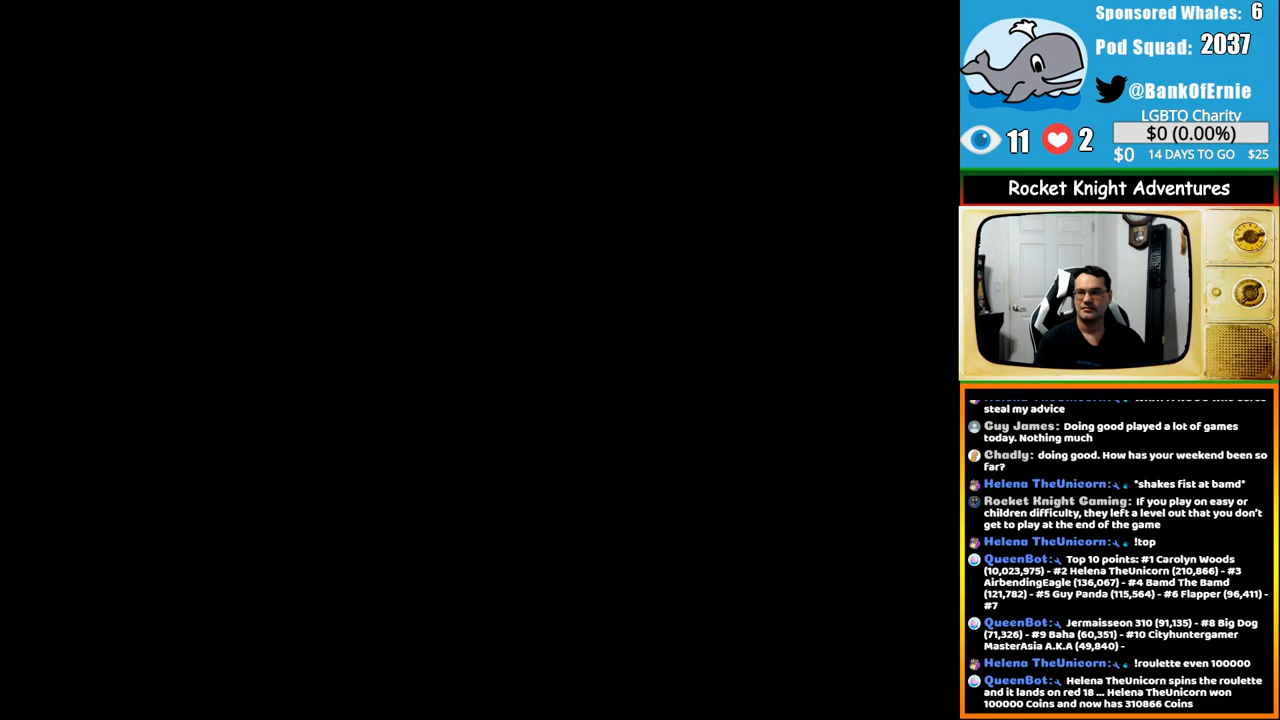 Sponsored Whales: 6
Pod Squad: 2037
@BankOfErnie
LGBTQ Charity
11 2
$0 (0.00%)
$0 14 DAYS TO GO $25
Rocket Knight Adventures
steal my advice
Guy James: Doing good played a lot of games
today. Nothing much
Chadly: doing good. How has your weekend been so
far?
Helena TheUnicorn: *shakes fist at bamd*
Rocket Knight Gaming: If you play on easy or
children difficulty, they left a level out that you don't
get to play at the end of the game
Helena TheUnicorn: !top
QueenBot: Top 10 points: #1 Carolyn Woods
(10,023,975) - #2 Helena TheUnicorn (210,866) - #3
AirbendingEagle (136,067) - #4 Bamd The Bamd
(121,782) - #5 Guy Panda (115,564) - #6 Flapper (96,411) -
#7
QueenBot: Jermaisseon 310 (91,135) - #8 Big Dog
(71,326) - #9 Baha (60,351) - #10 Cityhuntergamer
MasterAsia A.K.A (49,840) -
Helena TheUnicorn: !roulette even 100000
QueenBot: Helena TheUnicorn spins the roulette
and it lands on red 18 ... Helena TheUnicorn won
100000 Coins and now has 310866 Coins